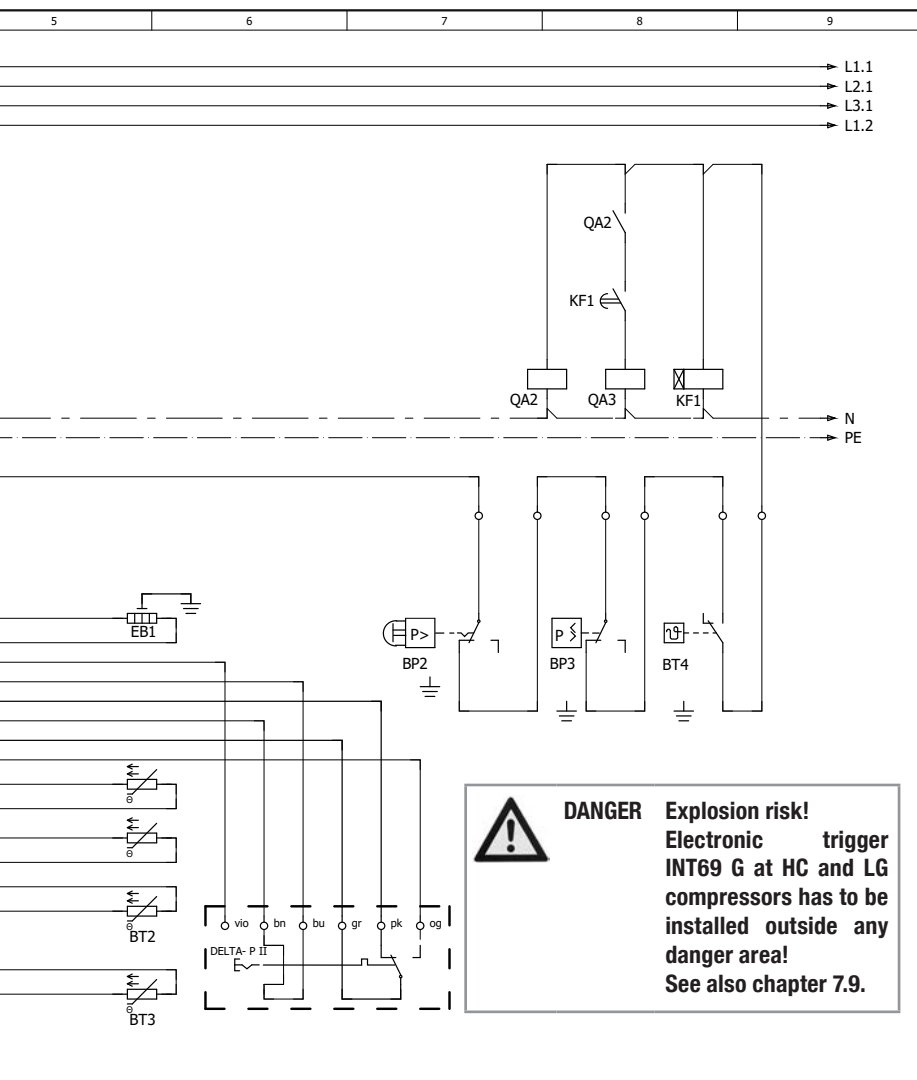 5 6 7 8 9
L1.1
L2.1
L3.1
L1.2
QA2
KF1
QA2 QA3 KF1
N
PE
EB1
P> P ϑ
BP2 BP3 BT4
Θ
Θ
Θ
BT2
Θ
BT3
vio bn bu gr pk og
DELTA- P II
DANGER Explosion risk!
Electronic trigger
INT69 G at HC and LG
compressors has to be
installed outside any
danger area!
See also chapter 7.9.